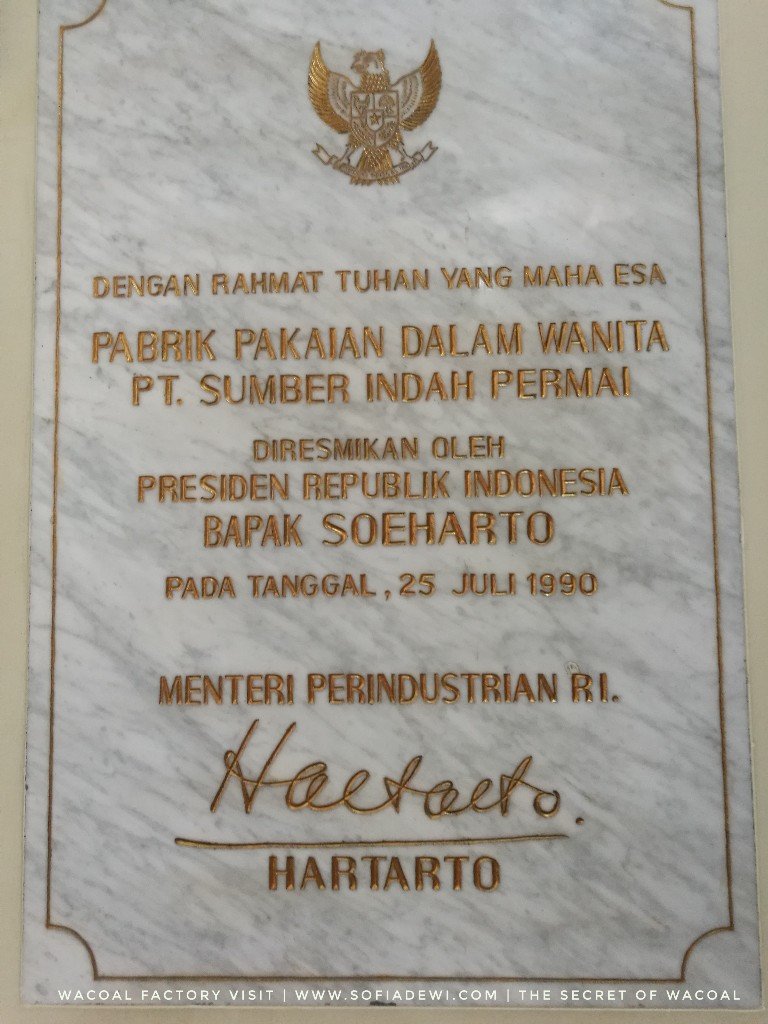 DENGAN RAHMAT TUHAN YANG MAHA ESA
PABRIK PAKAIAN DALAM WANITA
PT. SUMBER INDAH PERMAI
DIRESMIKAN OLEH
PRESIDEN REPUBLIK INDONESIA
BAPAK SOEHARTO
PADA TANGGAL, 25 JULI 1990
MENTERI PERINDUSTRIAN RI.
Hartarto.
HARTARTO
WACOAL FACTORY VISIT | WWW.SOFIADEWI.COM | THE SECRET OF WACOAL